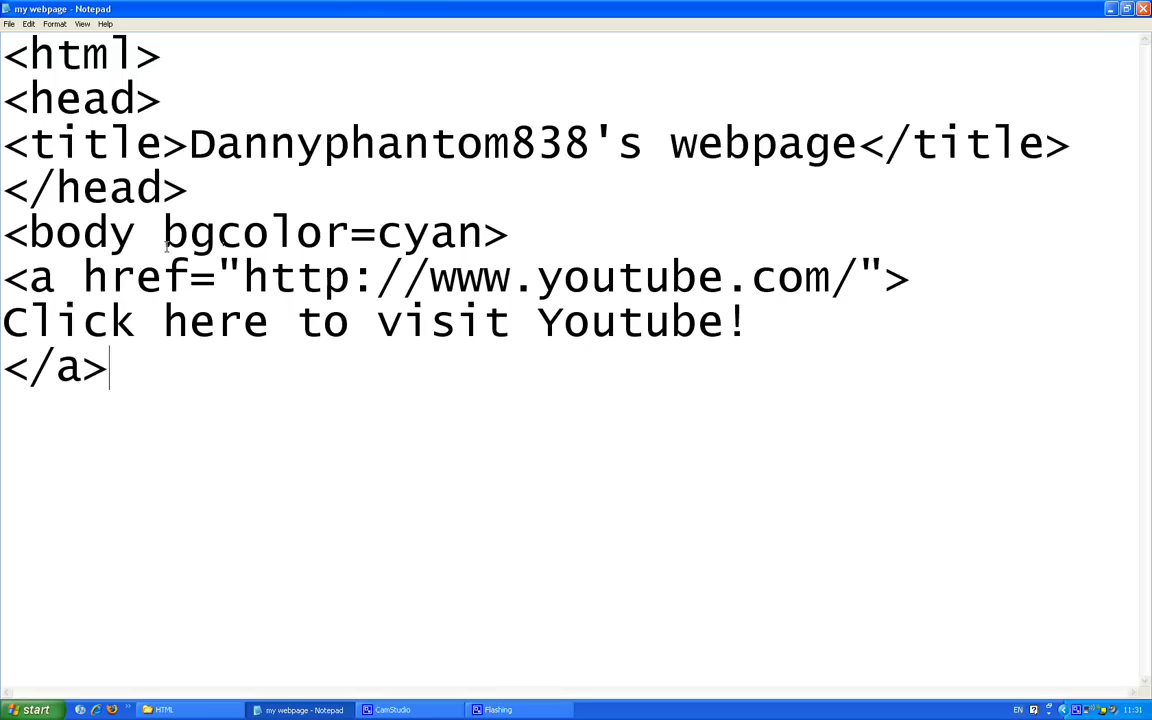 my webpage - Notepad
File Edit Format View Help
<html>
<head>
<title>Dannyphantom838's webpage</title>
</head>
<body bgcolor=cyan>
<a href="http://www.youtube.com/">
Click here to visit Youtube!
</a>
start HTML my webpage - Notepad CamStudio Flashing EN 11:31